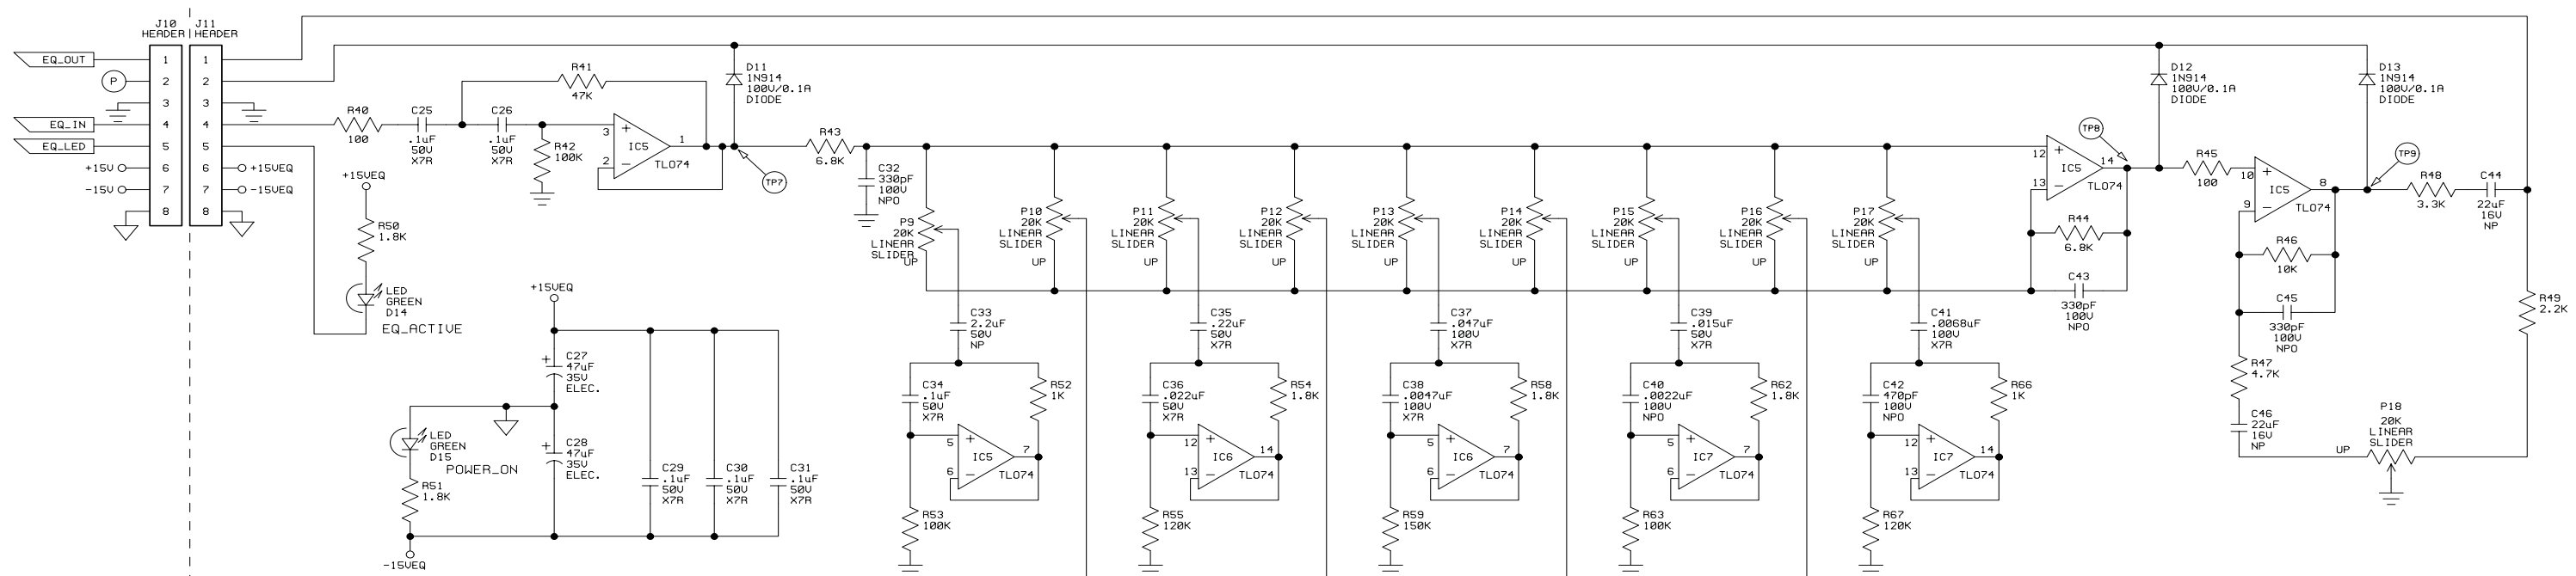 J10
HEADER
J11
HEADER
EQ_OUT
P
EQ_IN
EQ_LED
+15V
-15V
1
2
3
4
5
6
7
8
1
2
3
4
5
6
7
8
+15VEQ
-15VEQ
+15VEQ
R50
1.8K
LED
GREEN
D14
EQ_ACTIVE
R40
100
C25
.1uF
50V
X7R
R41
47K
C26
.1uF
50V
X7R
R42
100K
3
+
2
-
1
IC5
TL074
D11
1N914
100V/0.1A
DIODE
TP7
R43
6.8K
C32
330pF
100V
NPO
P9
20K
LINEAR
SLIDER
UP
P10
20K
LINEAR
SLIDER
UP
P11
20K
LINEAR
SLIDER
UP
P12
20K
LINEAR
SLIDER
UP
P13
20K
LINEAR
SLIDER
UP
P14
20K
LINEAR
SLIDER
UP
P15
20K
LINEAR
SLIDER
UP
P16
20K
LINEAR
SLIDER
UP
P17
20K
LINEAR
SLIDER
UP
12
+
13
-
14
IC5
TL074
TP8
D12
1N914
100V/0.1A
DIODE
R44
6.8K
C43
330pF
100V
NPO
R45
100
10
+
9
-
8
IC5
TL074
D13
1N914
100V/0.1A
DIODE
TP9
R46
10K
C45
330pF
100V
NPO
R48
3.3K
C44
22uF
16V
NP
R49
2.2K
R47
4.7K
C46
22uF
16V
NP
P18
20K
LINEAR
SLIDER
UP
+15VEQ
C27
47uF
35V
ELEC.
+
C28
47uF
35V
ELEC.
+
LED
GREEN
D15
POWER_ON
R51
1.8K
-15VEQ
C29
.1uF
50V
X7R
C30
.1uF
50V
X7R
C31
.1uF
50V
X7R
C33
2.2uF
50V
NP
C34
.1uF
50V
X7R
R52
1K
5
+
6
-
7
IC5
TL074
R53
100K
C35
.22uF
50V
X7R
C36
.022uF
50V
X7R
R54
1.8K
12
+
13
-
14
IC6
TL074
R55
120K
C37
.047uF
100V
X7R
C38
.0047uF
100V
X7R
R58
1.8K
5
+
6
-
7
IC6
TL074
R59
150K
C39
.015uF
50V
X7R
C40
.0022uF
100V
NPO
R62
1.8K
5
+
6
-
7
IC7
TL074
R63
100K
C41
.0068uF
100V
X7R
C42
470pF
100V
NPO
R66
1K
12
+
13
-
14
IC7
TL074
R67
120K